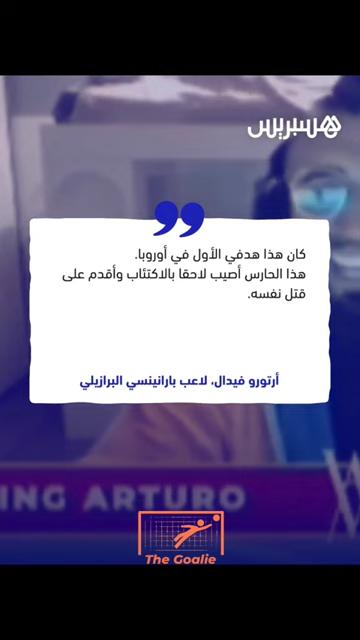 هسبريس
كان هذا هدفي الأول في أوروبا.
هذا الحارس أصيب لاحقا بالاكتئاب وأقدم على
قتل نفسه.
أرتورو فيدال، لاعب بارانينسي البرازيلي
ING ARTURO
The Goalie